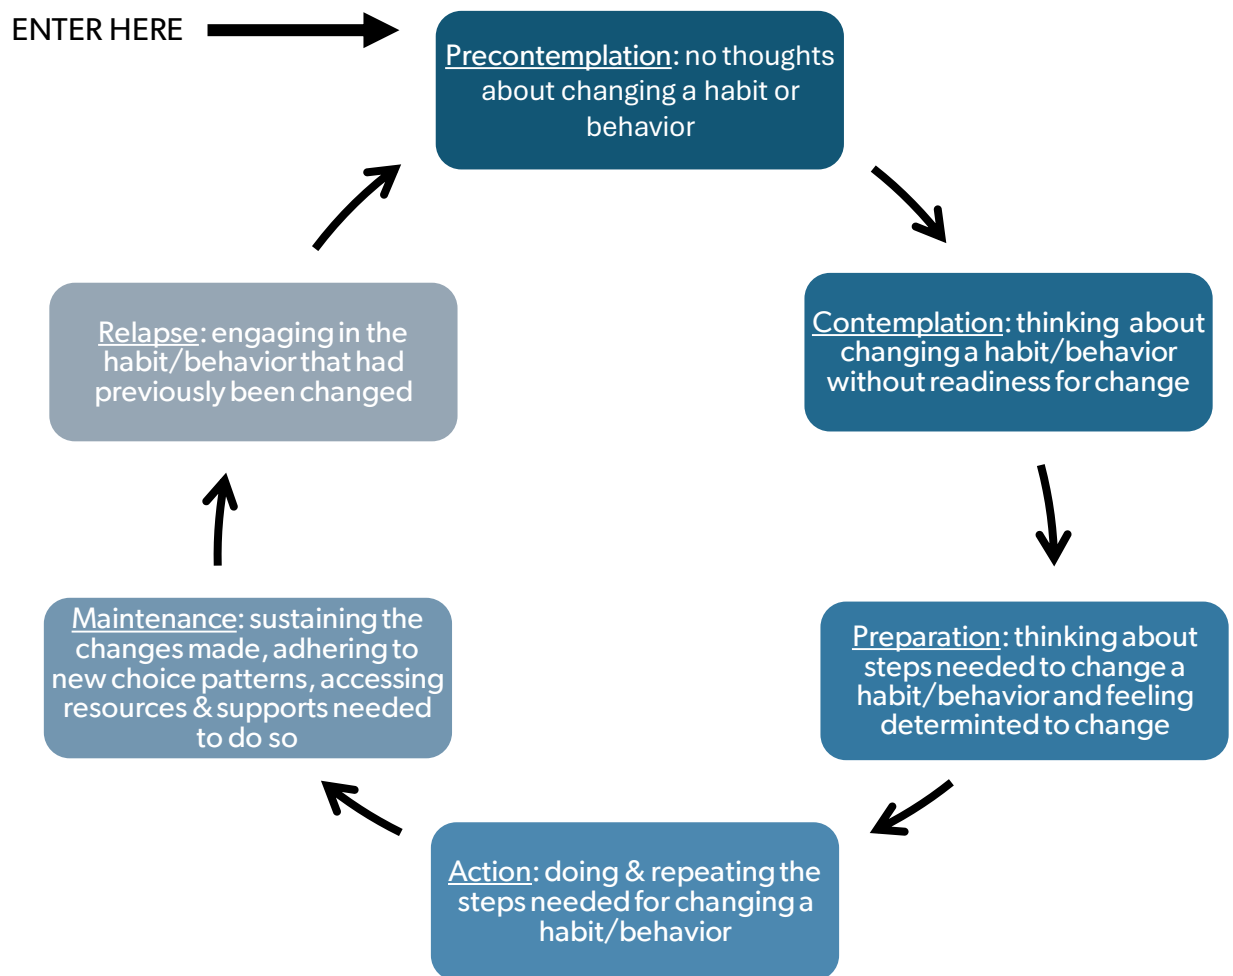 ENTER HERE
Precontemplation: no thoughts
about changing a habit or
behavior
Contemplation: thinking about
changing a habit/behavior
without readiness for change
Preparation: thinking about
steps needed to change a
habit/behavior and feeling
determinted to change
Action: doing & repeating the
steps needed for changing a
habit/behavior
Maintenance: sustaining the
changes made, adhering to
new choice patterns, accessing
resources & supports needed
to do so
Relapse: engaging in the
habit/behavior that had
previously been changed